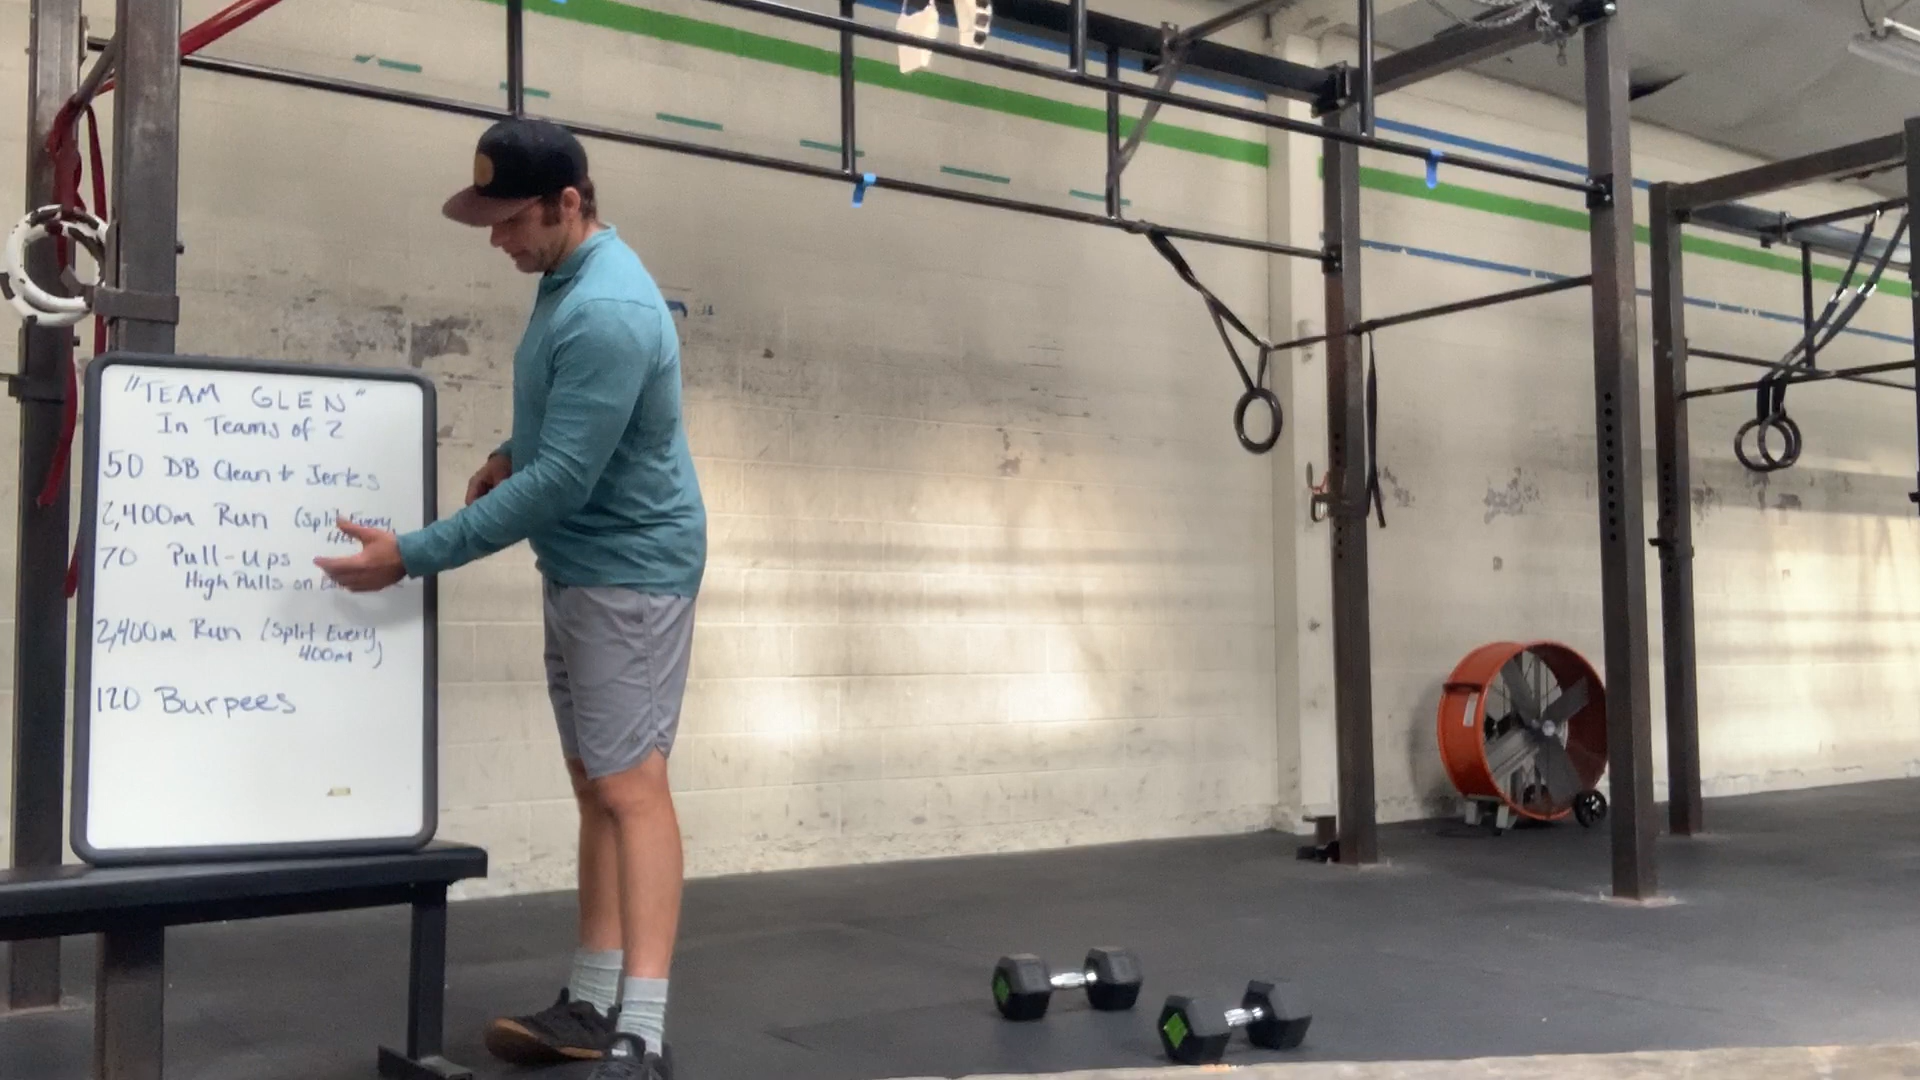 "TEAM GLEN"
In Teams of 2
50 DB Clean + Jerks
2,400m Run (Split Every
70 Pull-Ups
High Pulls on
2,400m Run (Split Every
400m)
120 Burpees